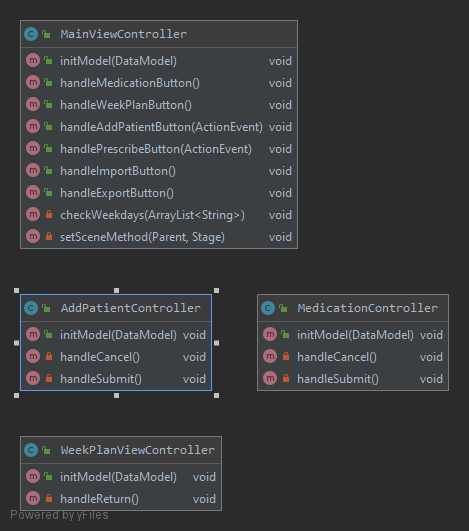 MainViewController
initModel(DataModel) void
handleMedicationButton() void
handleWeekPlanButton() void
handleAddPatientButton(ActionEvent) void
handlePrescribeButton(ActionEvent) void
handleImportButton() void
handleExportButton() void
checkWeekdays(ArrayList<String>) void
setSceneMethod(Parent, Stage) void
AddPatientController
initModel(DataModel) void
handleCancel() void
handleSubmit() void
MedicationController
initModel(DataModel) void
handleCancel() void
handleSubmit() void
WeekPlanViewController
initModel(DataModel) void
handleReturn() void
Powered by yFiles